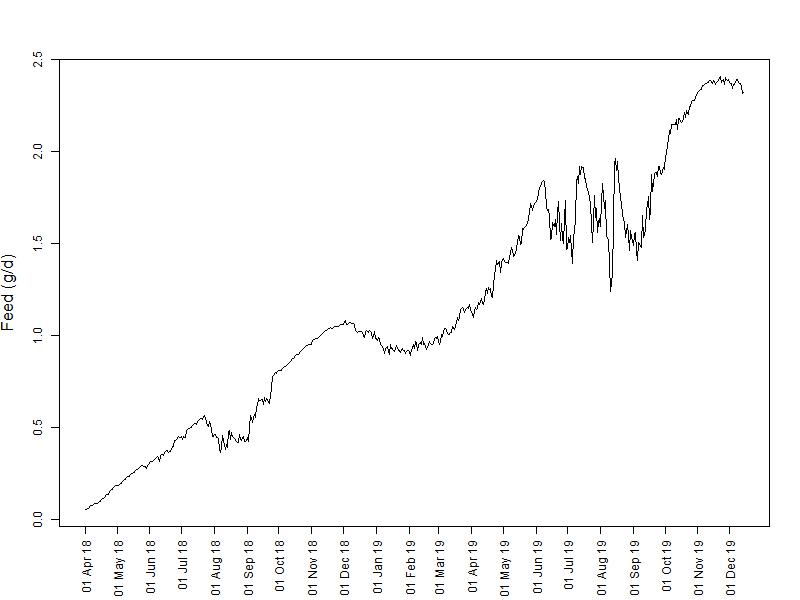 Feed (g/d)
2.5
2.0
1.5
1.0
0.5
0.0
01 Apr 18
01 May 18
01 Jun 18
01 Jul 18
01 Aug 18
01 Sep 18
01 Oct 18
01 Nov 18
01 Dec 18
01 Jan 19
01 Feb 19
01 Mar 19
01 Apr 19
01 May 19
01 Jun 19
01 Jul 19
01 Aug 19
01 Sep 19
01 Oct 19
01 Nov 19
01 Dec 19